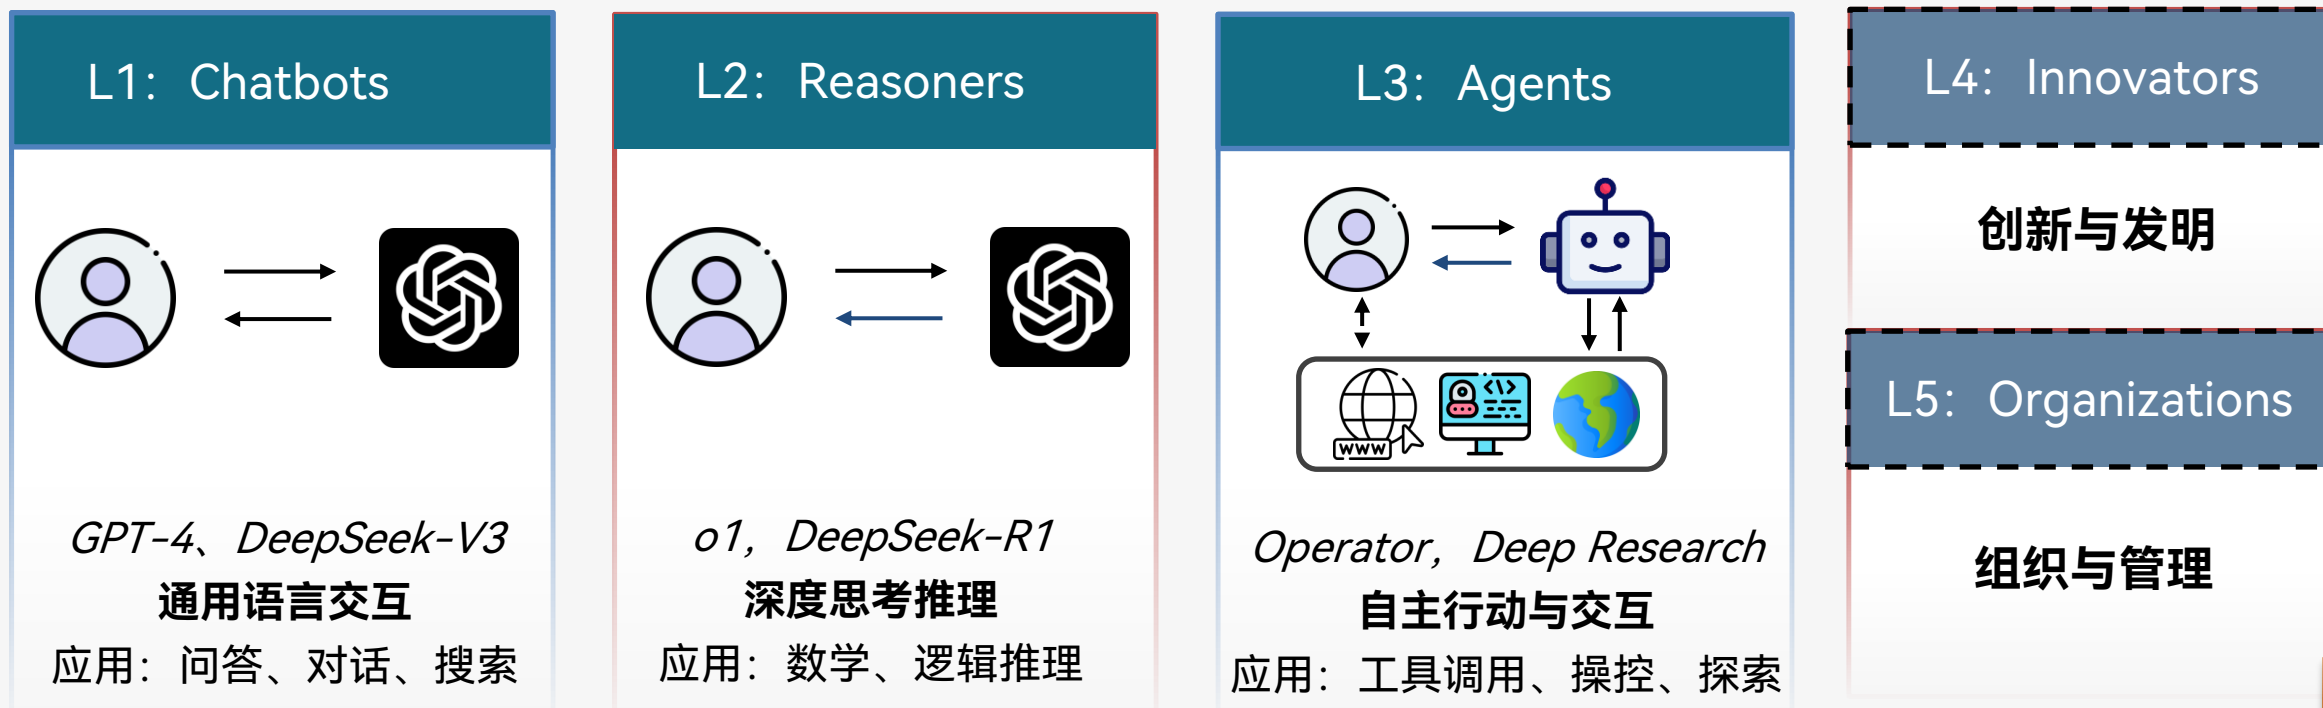 L1：Chatbots
GPT-4、DeepSeek-V3
通用语言交互
应用：问答、对话、搜索
L2：Reasoners
o1，DeepSeek-R1
深度思考推理
应用：数学、逻辑推理
L3：Agents
WWW
Operator，Deep Research
自主行动与交互
应用：工具调用、操控、探索
L4：Innovators
创新与发明
L5：Organizations
组织与管理